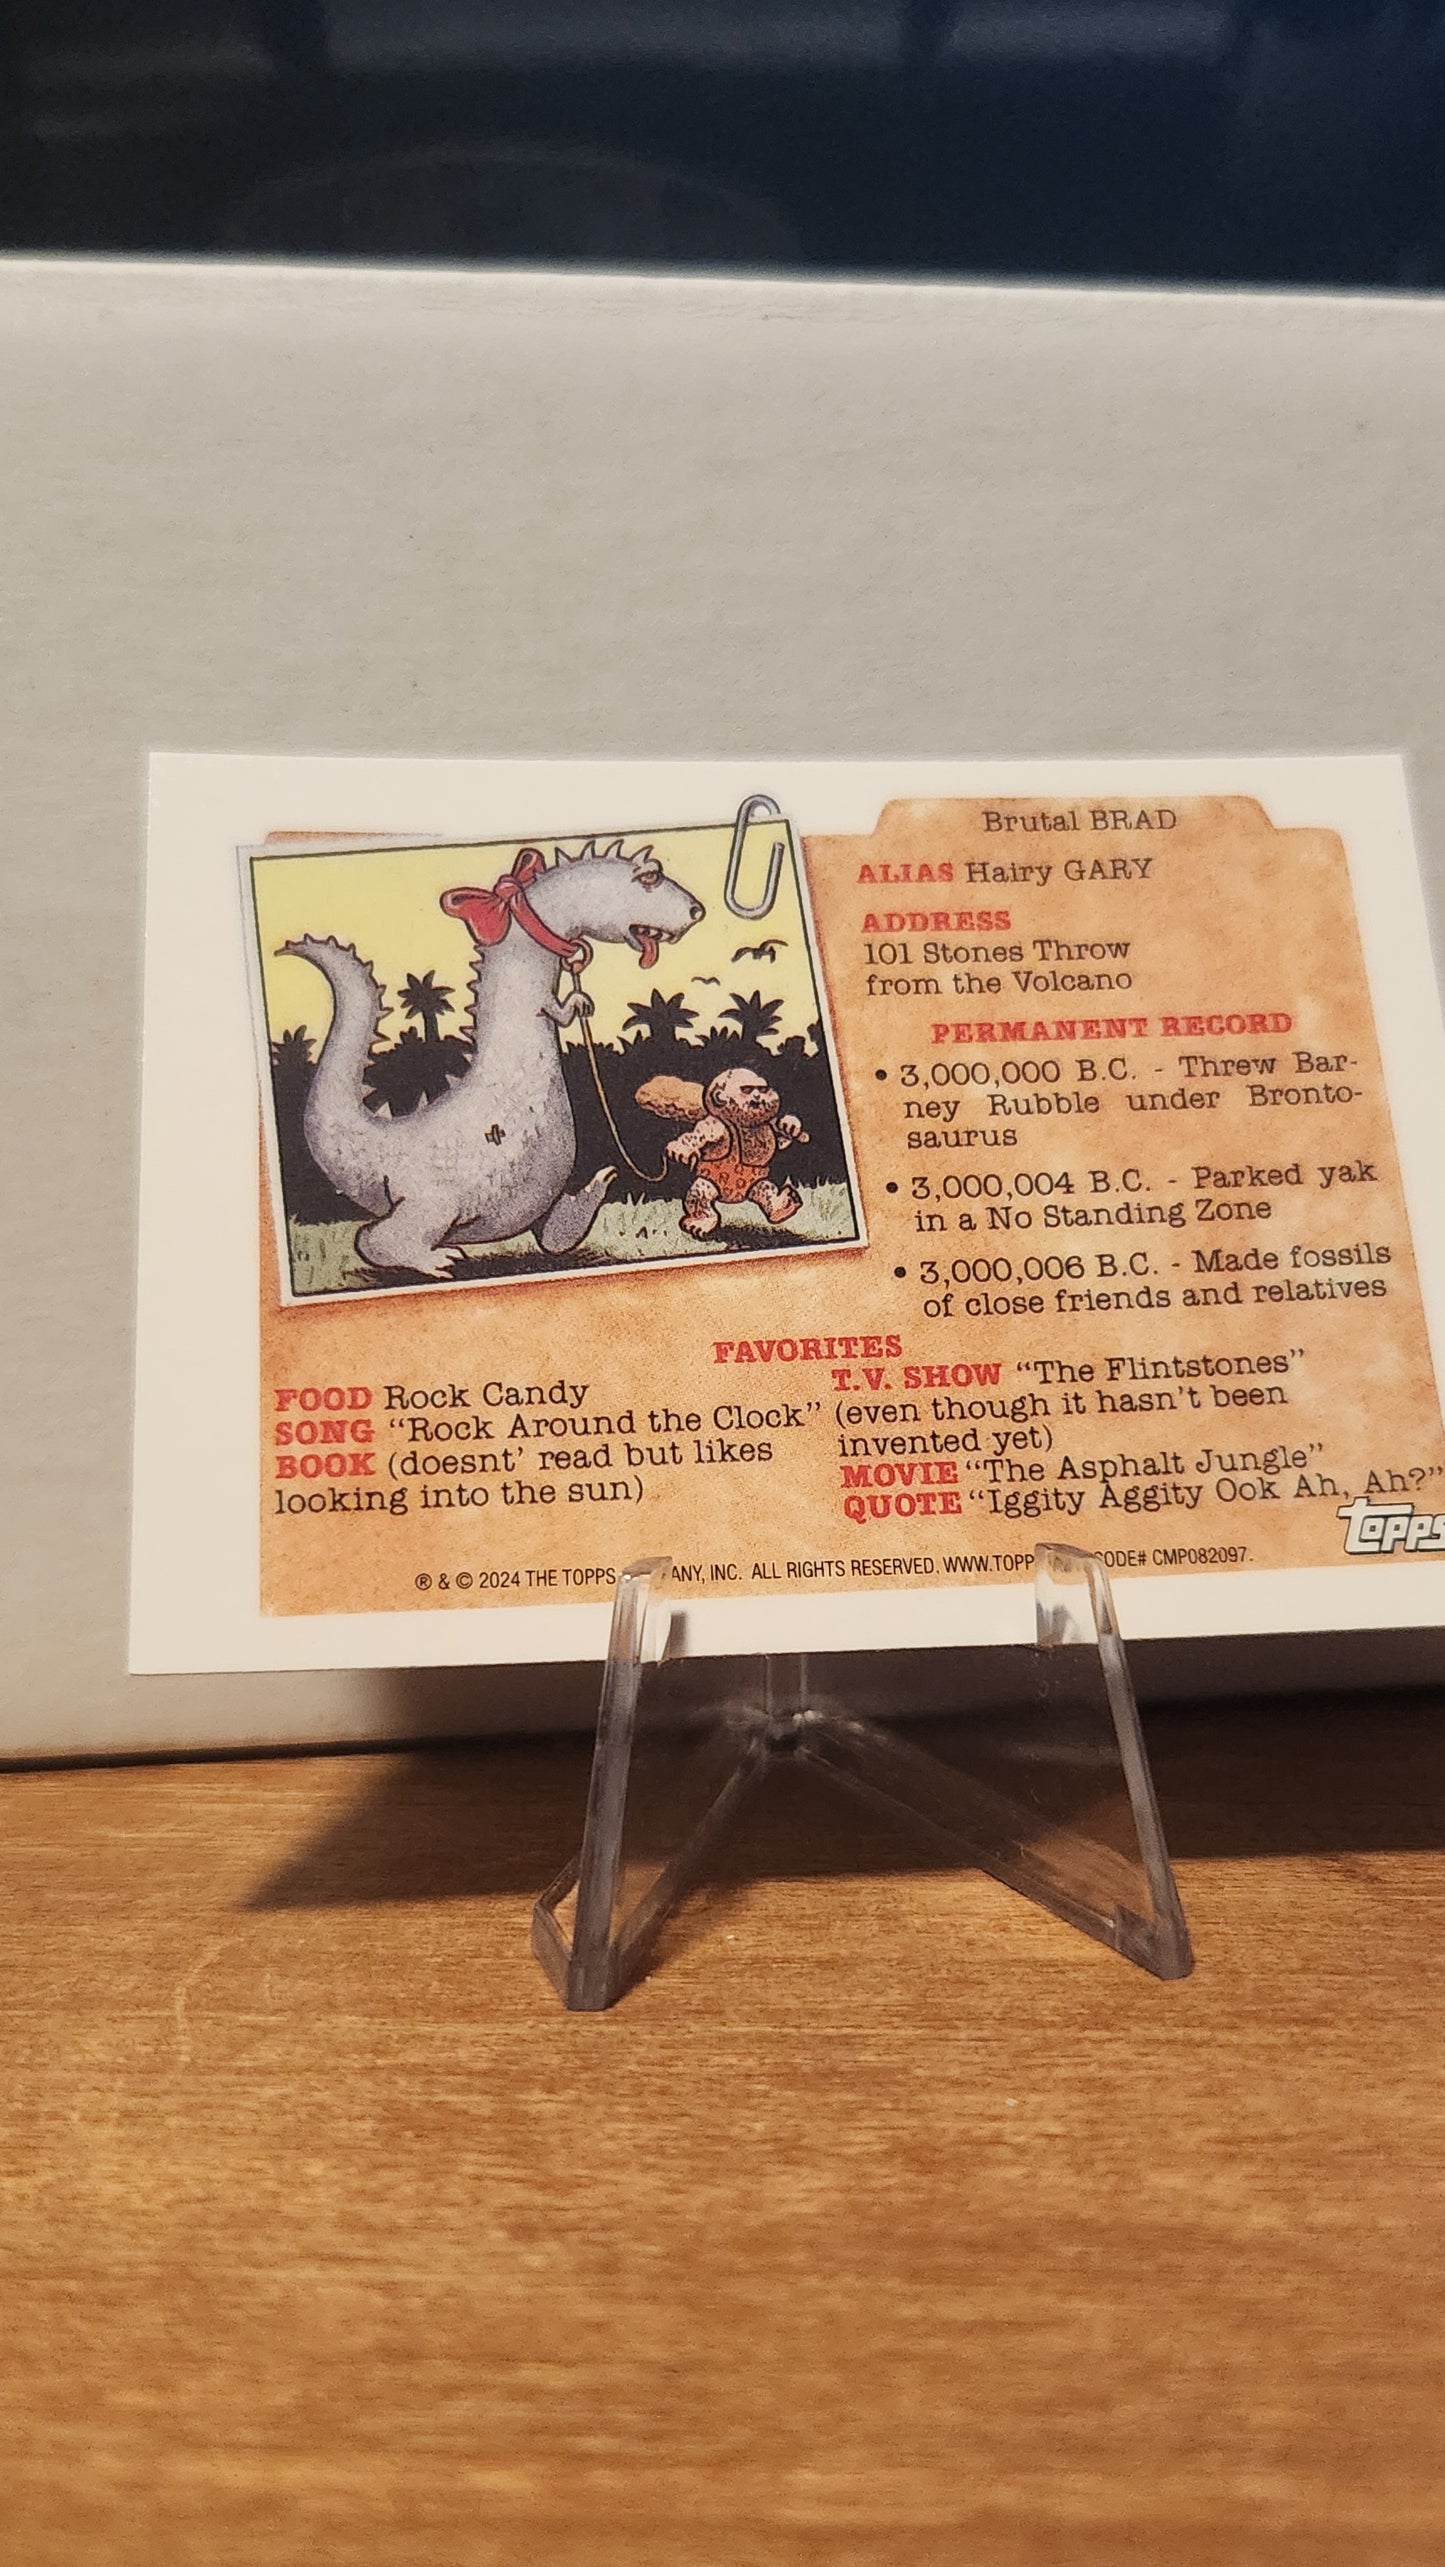 Brutal BRAD
ALIAS Hairy GARY
ADDRESS
101 Stones Throw
from the Volcano
PERMANENT RECORD
• 3,000,000 B.C. - Threw Bar-
ney Rubble under Bronto-
saurus
• 3,000,004 B.C. - Parked yak
in a No Standing Zone
• 3,000,006 B.C. - Made fossils
of close friends and relatives
FAVORITES
FOOD Rock Candy
SONG “Rock Around the Clock”
BOOK (doesnt’ read but likes
looking into the sun)
T.V. SHOW “The Flintstones”
(even though it hasn’t been
invented yet)
MOVIE “The Asphalt Jungle”
QUOTE “Iggity Aggity Ook Ah, Ah?”
topps
® & © 2024 THE TOPPS ANY, INC. ALL RIGHTS RESERVED. WWW.TOPP CODE# CMP082097.